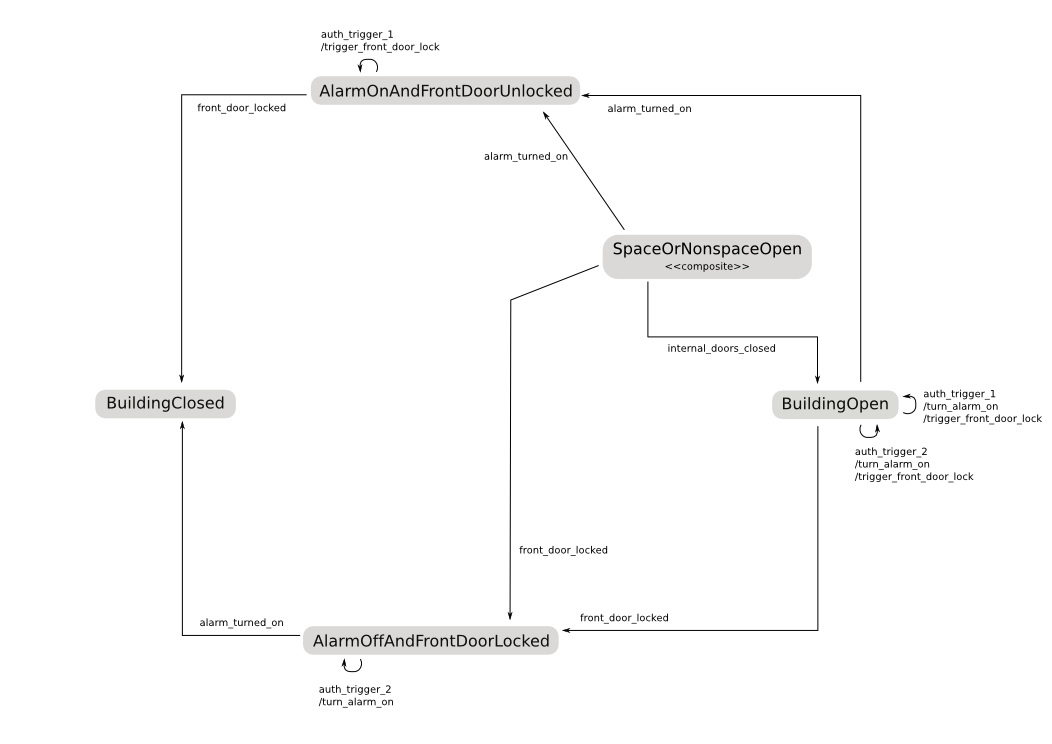 auth_trigger_1
/trigger_front_door_lock
AlarmOnAndFrontDoorUnlocked
front_door_locked
alarm_turned_on
alarm_turned_on
SpaceOrNonspaceOpen
<<composite>>
internal_doors_closed
BuildingClosed
BuildingOpen
auth_trigger_1
/turn_alarm_on
/trigger_front_door_lock
auth_trigger_2
/turn_alarm_on
/trigger_front_door_lock
front_door_locked
front_door_locked
alarm_turned_on
AlarmOffAndFrontDoorLocked
auth_trigger_2
/turn_alarm_on